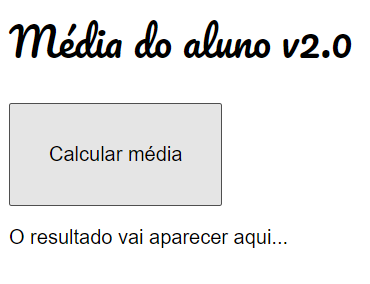 Média do aluno v2.0
Calcular média
O resultado vai aparecer aqui...